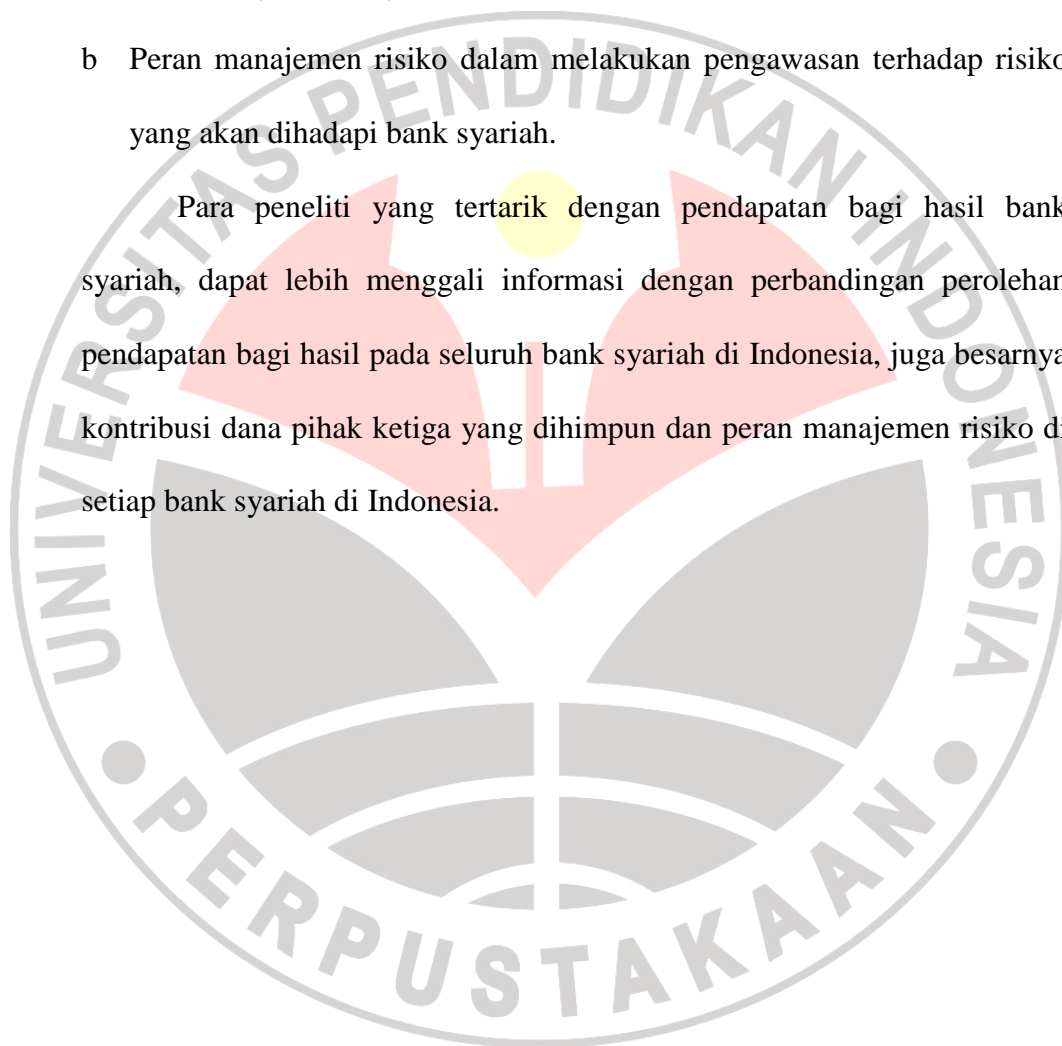 b Peran manajemen risiko dalam melakukan pengawasan terhadap risiko
yang akan dihadapi bank syariah.
Para peneliti yang tertarik dengan pendapatan bagi hasil bank
syariah, dapat lebih menggali informasi dengan perbandingan perolehan
pendapatan bagi hasil pada seluruh bank syariah di Indonesia, juga besarnya
kontribusi dana pihak ketiga yang dihimpun dan peran manajemen risiko di
setiap bank syariah di Indonesia.
UNIVERSITAS PENDIDIKAN INDONESIA
PERPUSTAKAAN